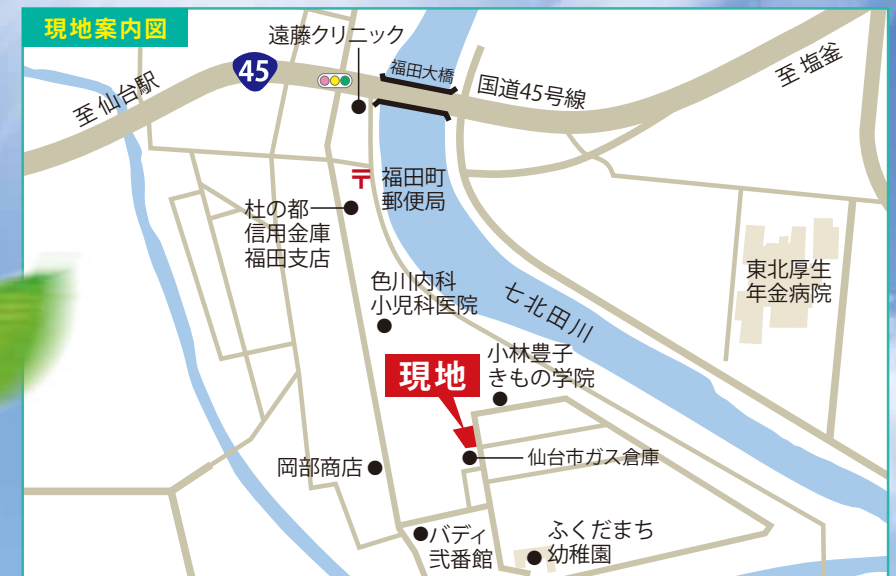 現地案内図
遠藤クリニック
45
福田大橋
国道45号線
至 塩釜
至 仙台駅
〒 福田町
郵便局
杜の都
信用金庫
福田支店
東北厚生
年金病院
色川内科
小児科医院
七北田川
小林豊子
きもの学院
現地
岡部商店
仙台市ガス倉庫
バディ
弐番館
ふくだまち
幼稚園